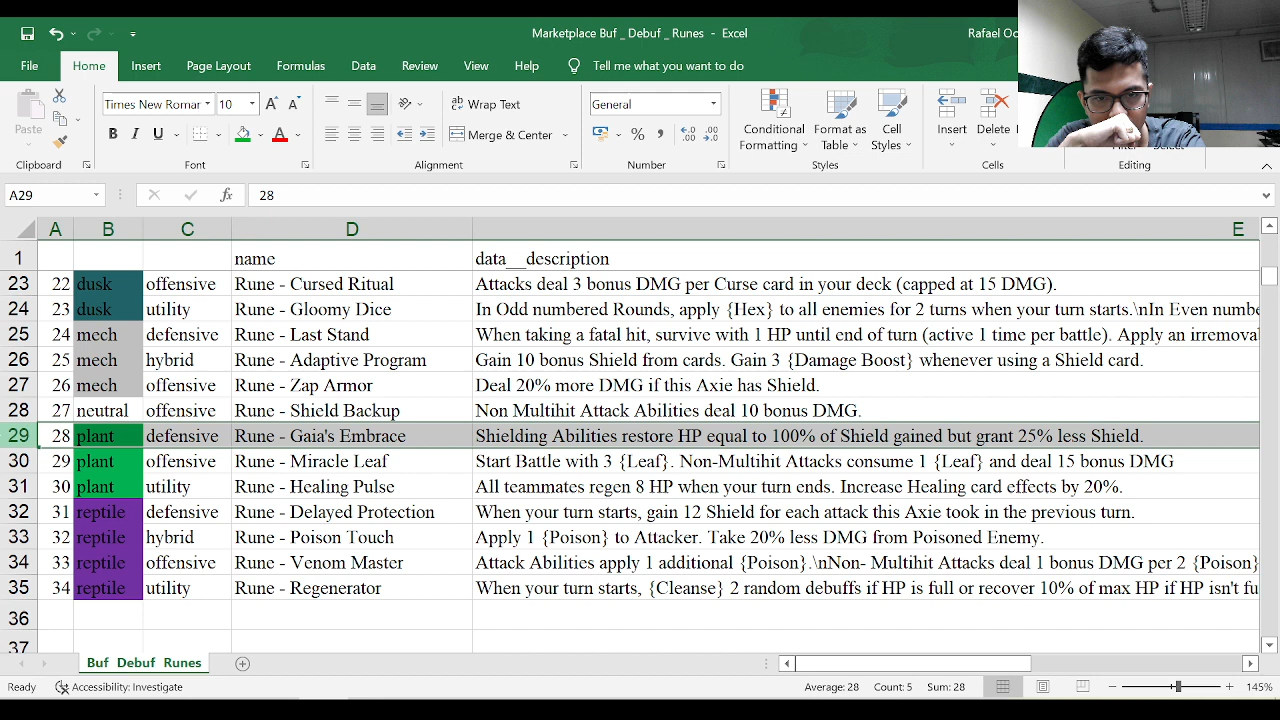 Marketplace Buf _ Debuf _ Runes - Excel
Rafael Oc
File Home Insert Page Layout Formulas Data Review View Help Tell me what you want to do
Times New Romar 10
Wrap Text
General
Paste
B I U
A A
Merge & Center
% ,
Conditional Formatting
Format as Table
Cell Styles
Insert
Delete
Clipboard Font Alignment Number Styles Cells Editing
A29 fx 28
A B C D E
1 name data__description
23 22 dusk offensive Rune - Cursed Ritual Attacks deal 3 bonus DMG per Curse card in your deck (capped at 15 DMG).
24 23 dusk utility Rune - Gloomy Dice In Odd numbered Rounds, apply {Hex} to all enemies for 2 turns when your turn starts.\nIn Even numbe
25 24 mech defensive Rune - Last Stand When taking a fatal hit, survive with 1 HP until end of turn (active 1 time per battle). Apply an irremova
26 25 mech hybrid Rune - Adaptive Program Gain 10 bonus Shield from cards. Gain 3 {Damage Boost} whenever using a Shield card.
27 26 mech offensive Rune - Zap Armor Deal 20% more DMG if this Axie has Shield.
28 27 neutral offensive Rune - Shield Backup Non Multihit Attack Abilities deal 10 bonus DMG.
29 28 plant defensive Rune - Gaia's Embrace Shielding Abilities restore HP equal to 100% of Shield gained but grant 25% less Shield.
30 29 plant offensive Rune - Miracle Leaf Start Battle with 3 {Leaf}. Non-Multihit Attacks consume 1 {Leaf} and deal 15 bonus DMG
31 30 plant utility Rune - Healing Pulse All teammates regen 8 HP when your turn ends. Increase Healing card effects by 20%.
32 31 reptile defensive Rune - Delayed Protection When your turn starts, gain 12 Shield for each attack this Axie took in the previous turn.
33 32 reptile hybrid Rune - Poison Touch Apply 1 {Poison} to Attacker. Take 20% less DMG from Poisoned Enemy.
34 33 reptile offensive Rune - Venom Master Attack Abilities apply 1 additional {Poison}.\nNon- Multihit Attacks deal 1 bonus DMG per 2 {Poison}
35 34 reptile utility Rune - Regenerator When your turn starts, {Cleanse} 2 random debuffs if HP is full or recover 10% of max HP if HP isn't fu
36
37
Buf Debuf Runes
Ready Accessibility: Investigate Average: 28 Count: 5 Sum: 28 145%